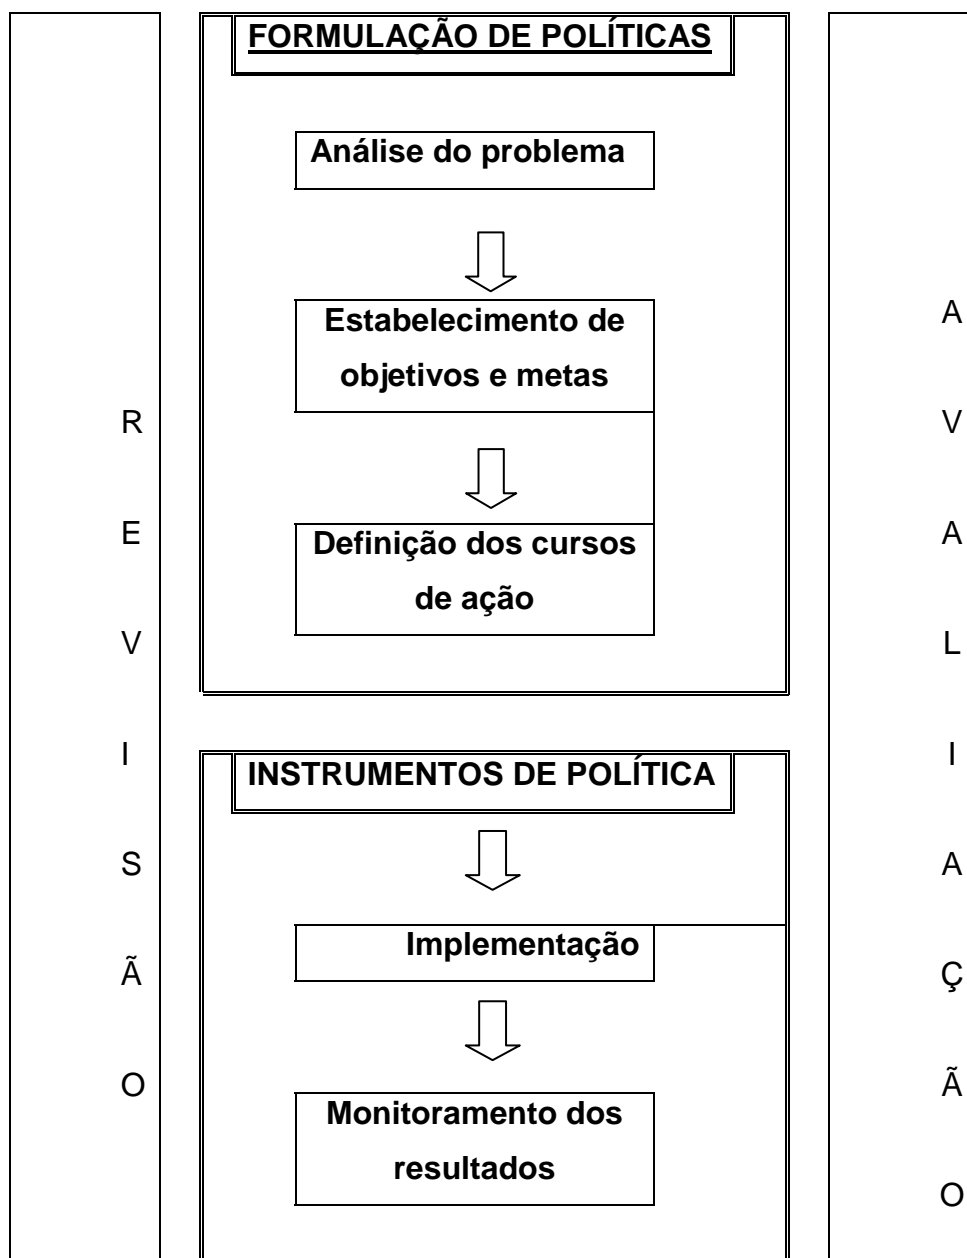 FORMULAÇÃO DE POLÍTICAS
Análise do problema
Estabelecimento de
objetivos e metas
Definição dos cursos
de ação
INSTRUMENTOS DE POLÍTICA
Implementação
Monitoramento dos
resultados
R
E
V
I
S
Ã
O
A
V
A
L
I
A
Ç
Ã
O